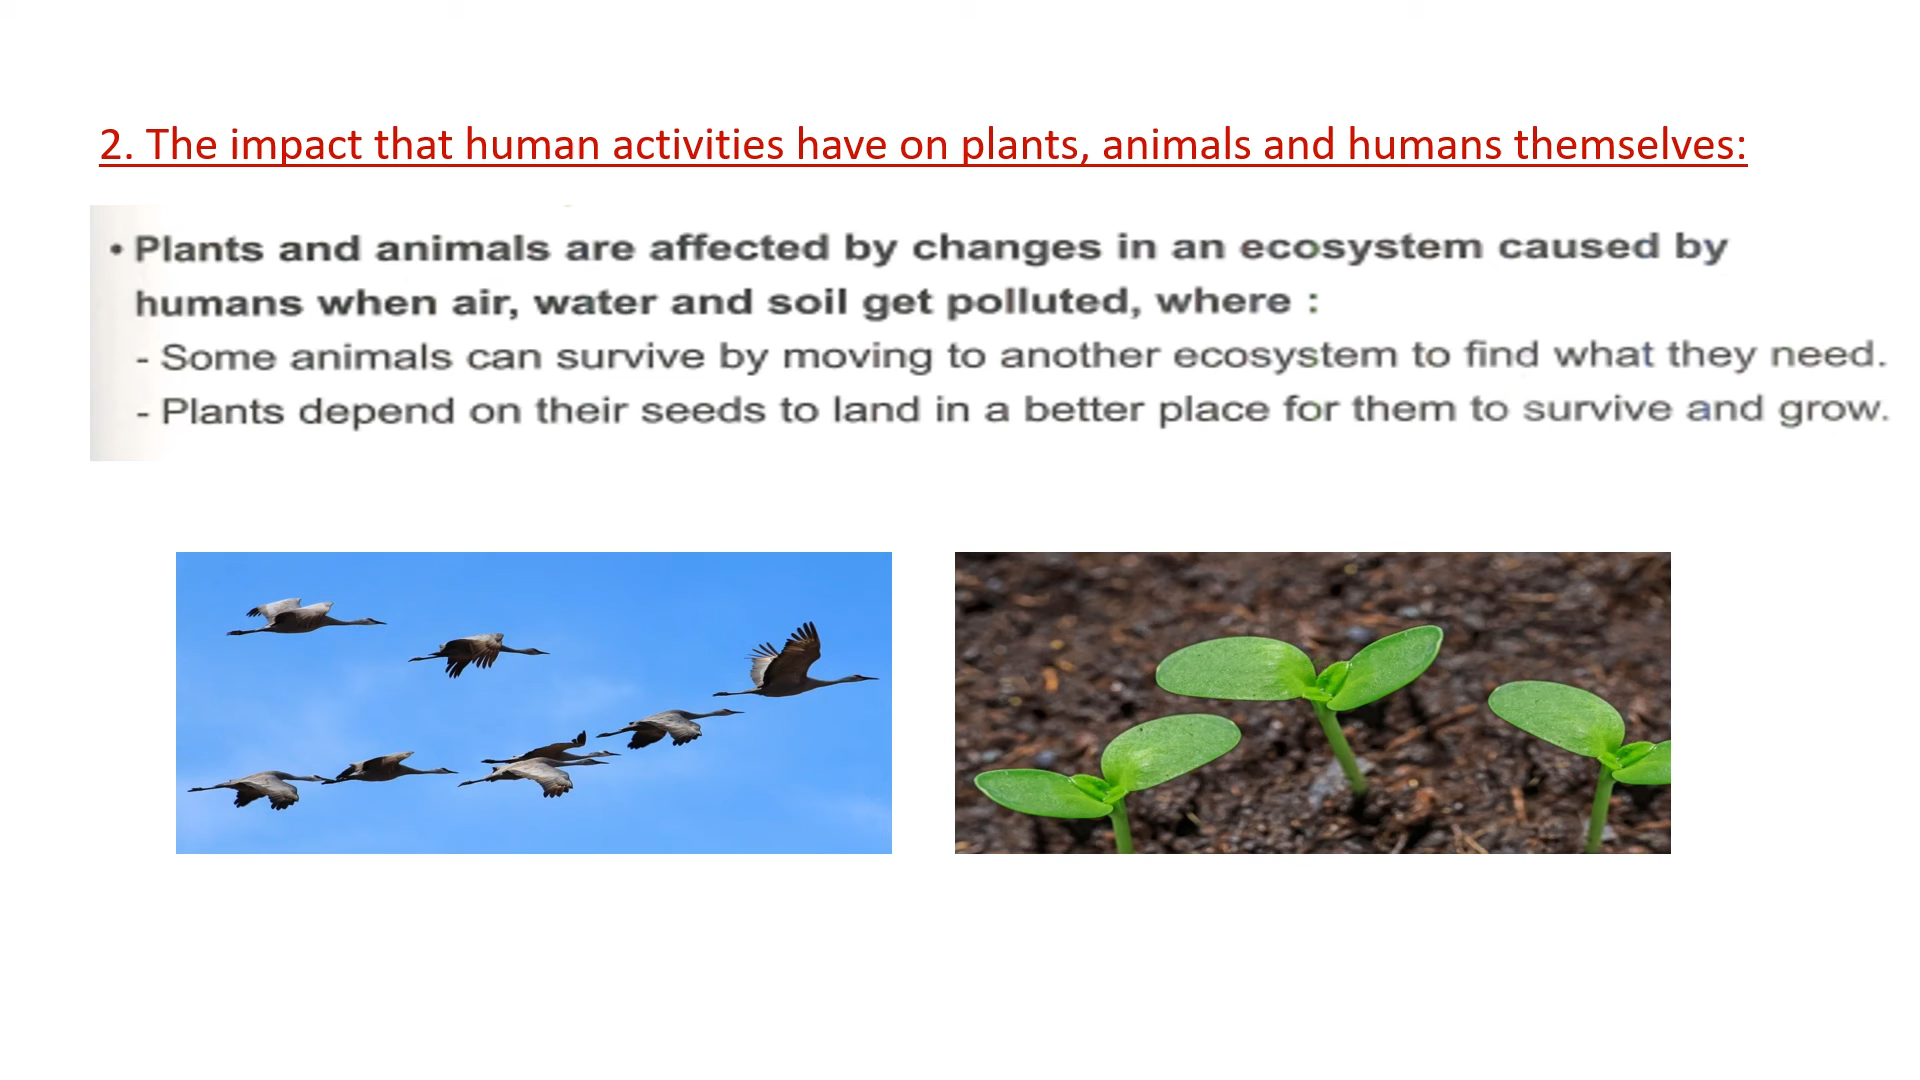 2. The impact that human activities have on plants, animals and humans themselves:
• Plants and animals are affected by changes in an ecosystem caused by
humans when air, water and soil get polluted, where :
- Some animals can survive by moving to another ecosystem to find what they need.
- Plants depend on their seeds to land in a better place for them to survive and grow.